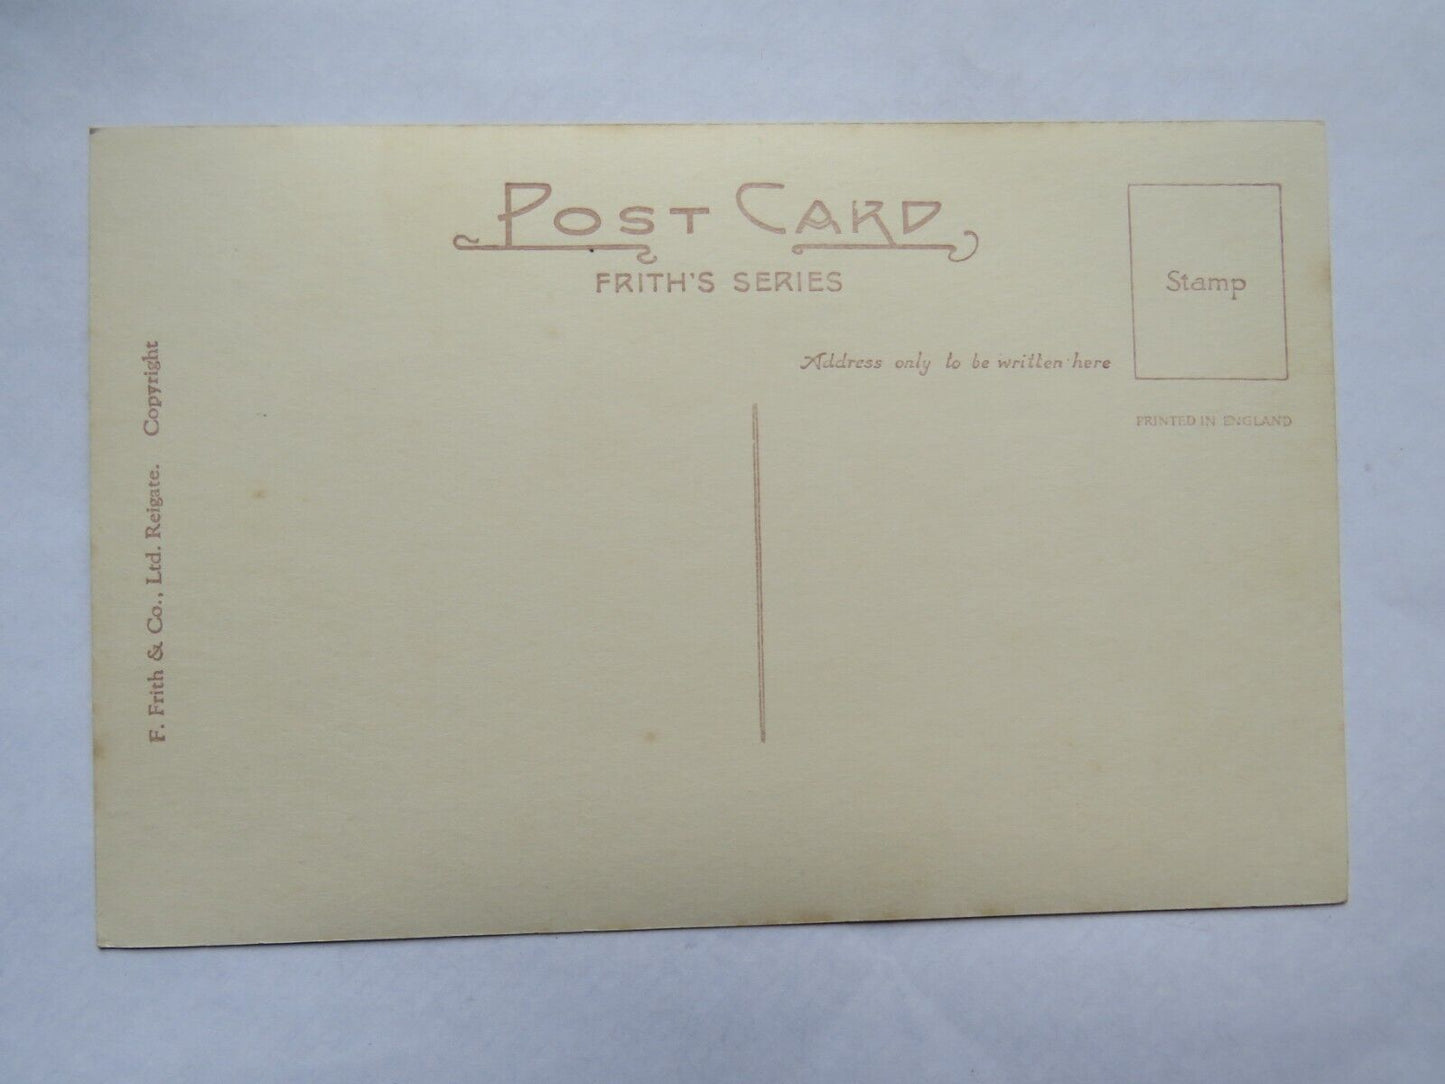 POST CARD
FRITH'S SERIES
Stamp
Address only to be written here
PRINTED IN ENGLAND
F. Frith & Co., Ltd. Reigate. Copyright